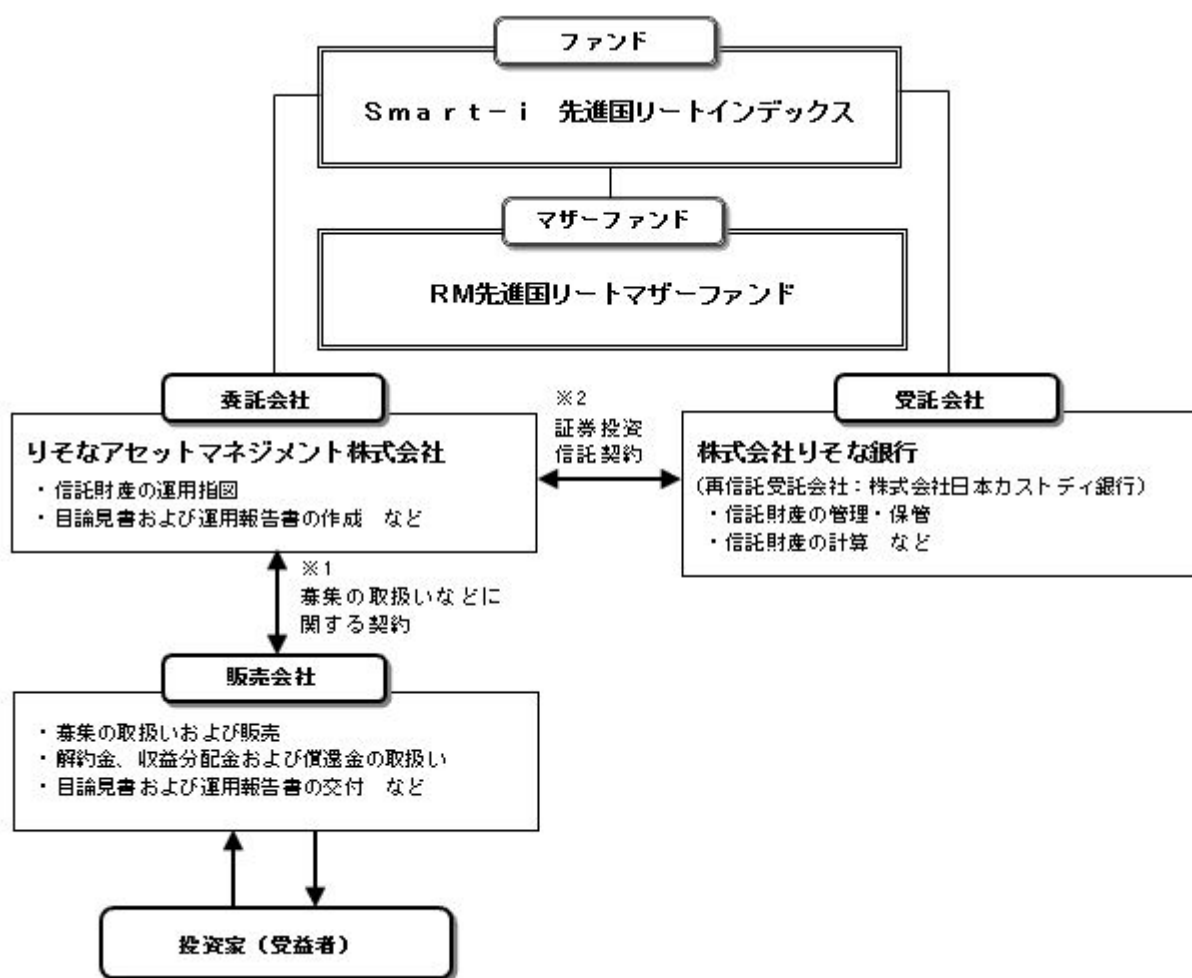 ファンド
Smart-i 先進国リートインデックス
マザーファンド
RM先進国リートマザーファンド
委託会社
りそなアセットマネジメント株式会社
・信託財産の運用指図
・目論見書および運用報告書の作成 など
※2
証券投資
信託契約
受託会社
株式会社りそな銀行
(再信託受託会社:株式会社日本カストディ銀行)
・信託財産の管理・保管
・信託財産の計算 など
※1
募集の取扱いなどに
関する契約
販売会社
・募集の取扱いおよび販売
・解約金、収益分配金および償還金の取扱い
・目論見書および運用報告書の交付 など
投資家(受益者)